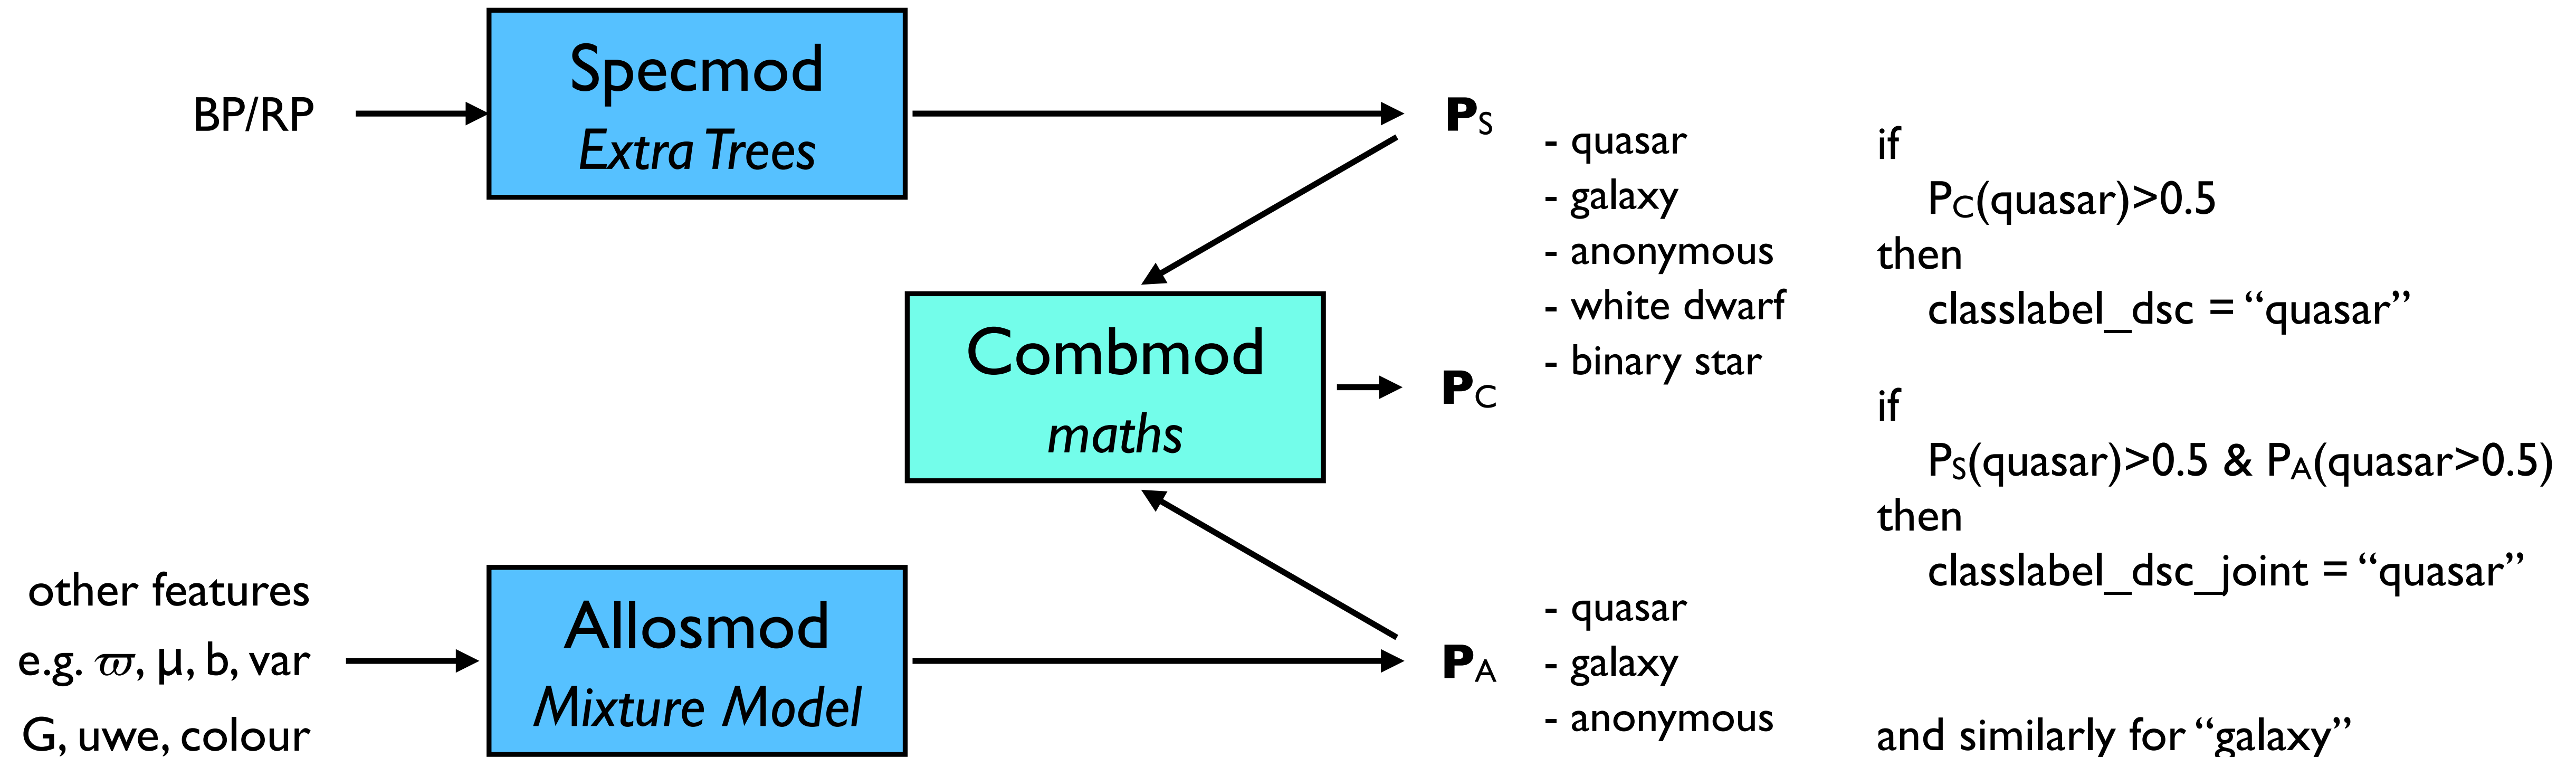 BP/RP
Specmod
Extra Trees
PS
- quasar
- galaxy
- anonymous
- white dwarf
- binary star
Combmod
maths
PC
other features
e.g. ϖ, μ, b, var
G, uwe, colour
Allosmod
Mixture Model
PA
- quasar
- galaxy
- anonymous
if
PC(quasar)>0.5
then
classlabel_dsc = “quasar”
if
PS(quasar)>0.5 & PA(quasar>0.5)
then
classlabel_dsc_joint = “quasar”
and similarly for “galaxy”